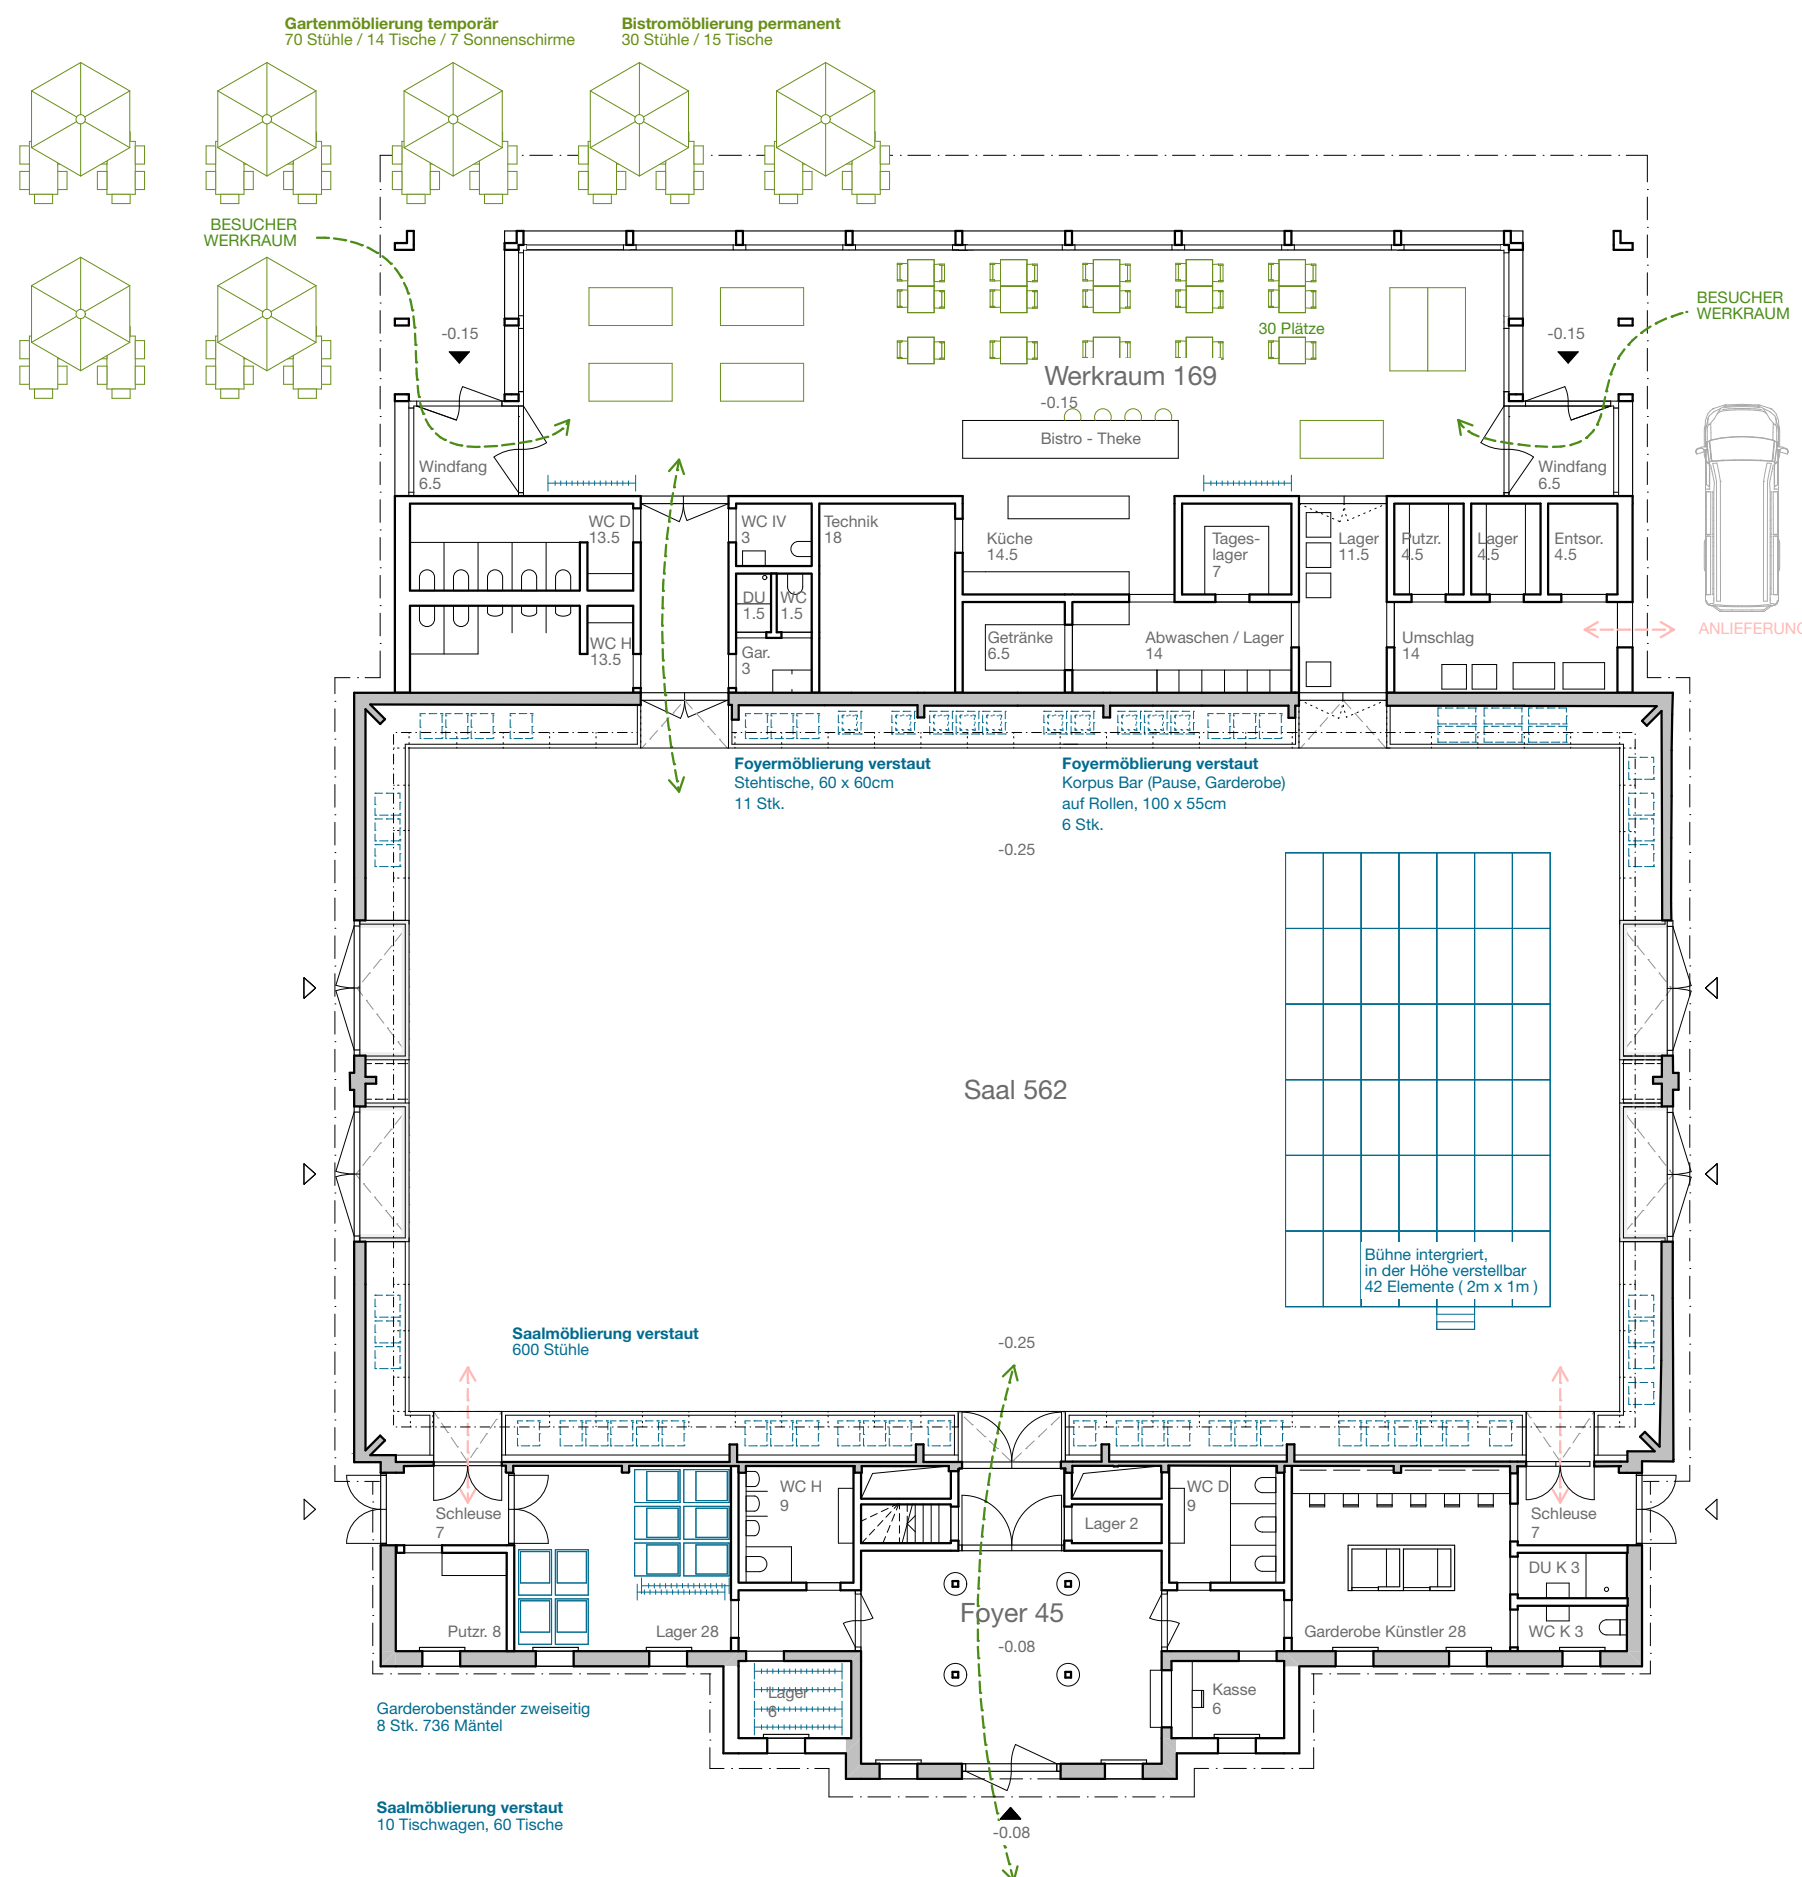 Gartenmöblierung temporär
70 Stühle / 14 Tische / 7 Sonnenschirme
Bistromöblierung permanent
30 Stühle / 15 Tische
BESUCHER
WERKRAUM
BESUCHER
WERKRAUM
-0.15
-0.15
30 Plätze
Werkraum 169
-0.15
Bistro - Theke
Windfang
6.5
Windfang
6.5
WC D
13.5
WC IV
3
Technik
18
Küche
14.5
Tages-
lager
7
Lager
11.5
Putzr.
4.5
Lager
4.5
Entsor.
4.5
DU
1.5
WC
1.5
WC H
13.5
Gar.
3
Getränke
6.5
Abwaschen / Lager
14
Umschlag
14
ANLIEFERUNG
Foyermöblierung verstaut
Stehtische, 60 x 60cm
11 Stk.
Foyermöblierung verstaut
Korpus Bar (Pause, Garderobe)
auf Rollen, 100 x 55cm
6 Stk.
-0.25
Saal 562
Bühne intergriert,
in der Höhe verstellbar
42 Elemente ( 2m x 1m )
Saalmöblierung verstaut
600 Stühle
-0.25
Schleuse
7
WC H
9
Lager 2
WC D
9
Schleuse
7
DU K 3
Putzr. 8
Lager 28
Foyer 45
-0.08
Garderobe Künstler 28
WC K 3
Lager
6
Kasse
6
Garderobenständer zweiseitig
8 Stk. 736 Mäntel
Saalmöblierung verstaut
10 Tischwagen, 60 Tische
-0.08